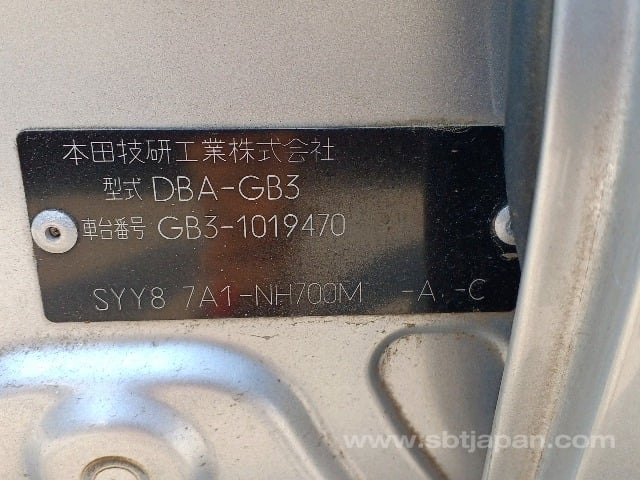 本田技研工業株式会社
型式 DBA-GB3
車台番号 GB3-1019470
SYY8 7A1-NH700M -A -C
www.sbtjapan.com